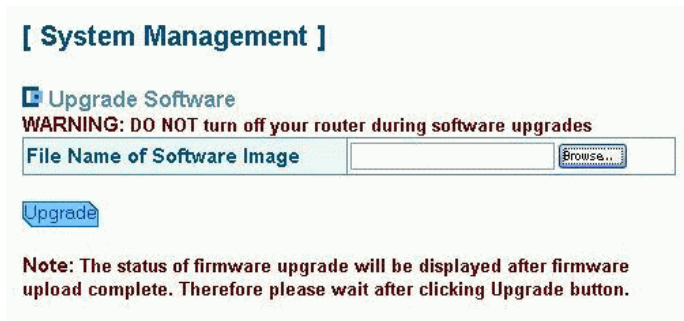 [ System Management ]
Upgrade Software
WARNING: DO NOT turn off your router during software upgrades
File Name of Software Image Browse...
Upgrade
Note: The status of firmware upgrade will be displayed after firmware
upload complete. Therefore please wait after clicking Upgrade button.